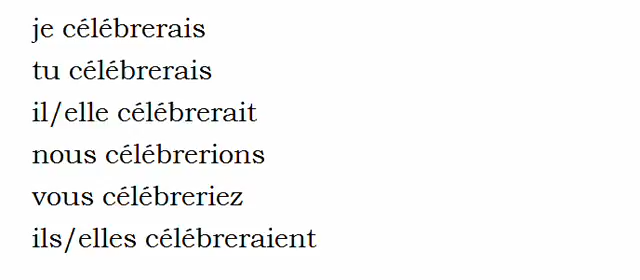 je célébrerais
tu célébrerais
il/elle célébrerait
nous célébrerions
vous célébreriez
ils/elles célébreraient